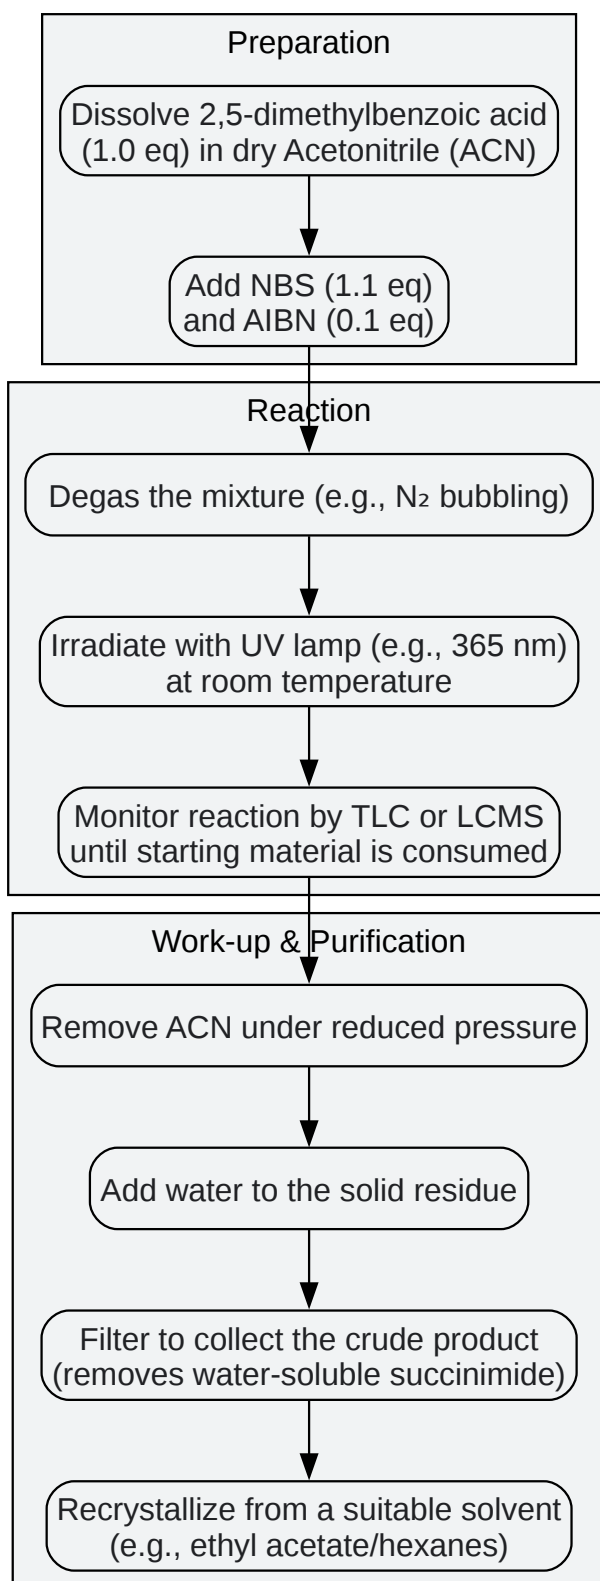 Preparation
Dissolve 2,5-dimethylbenzoic acid
(1.0 eq) in dry Acetonitrile (ACN)
Add NBS (1.1 eq)
and AIBN (0.1 eq)
Reaction
Degas the mixture (e.g., N₂ bubbling)
Irradiate with UV lamp (e.g., 365 nm)
at room temperature
Monitor reaction by TLC or LCMS
until starting material is consumed
Work-up & Purification
Remove ACN under reduced pressure
Add water to the solid residue
Filter to collect the crude product
(removes water-soluble succinimide)
Recrystallize from a suitable solvent
(e.g., ethyl acetate/hexanes)